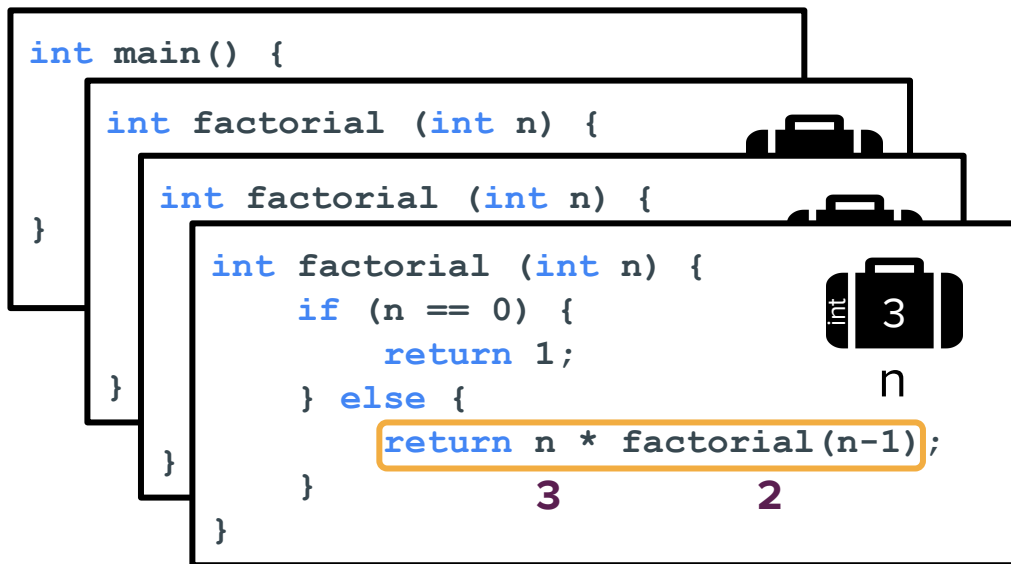 int main() {
int factorial (int n) {
int factorial (int n) {
}
int factorial (int n) {
if (n == 0) {
int
3
return 1;
n
}
} else {
return n * factorial(n-1);
}
}
3
2
}